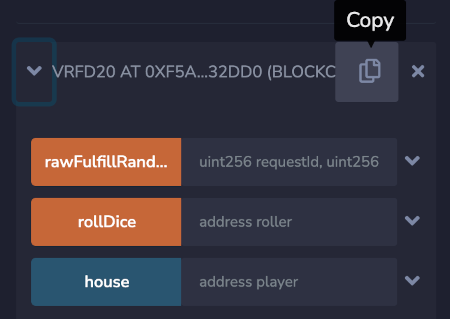 Copy
VRFD20 AT 0XF5A...32DD0 (BLOCKC
rawFulfillRand... uint256 requestId, uint256
rollDice address roller
house address player